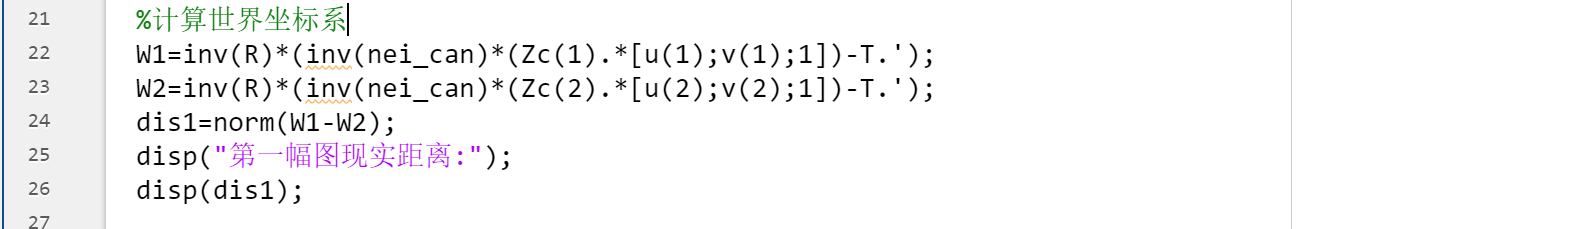 21 %计算世界坐标系
22 W1=inv(R)*(inv(nei_can)*(Zc(1).*[u(1);v(1);1])-T.');
23 W2=inv(R)*(inv(nei_can)*(Zc(2).*[u(2);v(2);1])-T.');
24 dis1=norm(W1-W2);
25 disp("第一幅图现实距离:");
26 disp(dis1);
27